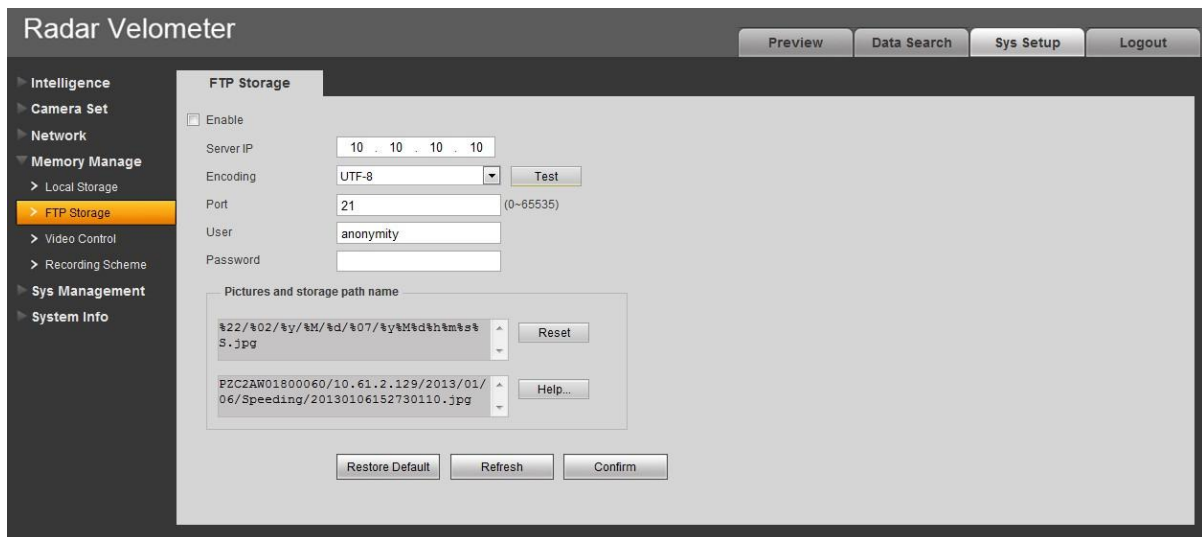 Radar Velometer
Preview
Data Search
Sys Setup
Logout
Intelligence
Camera Set
Network
Memory Manage
Local Storage
FTP Storage
Video Control
Recording Scheme
Sys Management
System Info
FTP Storage
Enable
Server IP 10 . 10 . 10 . 10
Encoding UTF-8 Test
Port 21 (0~65535)
User anonymity
Password
Pictures and storage path name
%22/%02/%y/%M/%d/%07/%y%M%d%h%m%s%
S.jpg
Reset
PZC2AW01800060/10.61.2.129/2013/01/
06/Speeding/20130106152730110.jpg
Help...
Restore Default Refresh Confirm